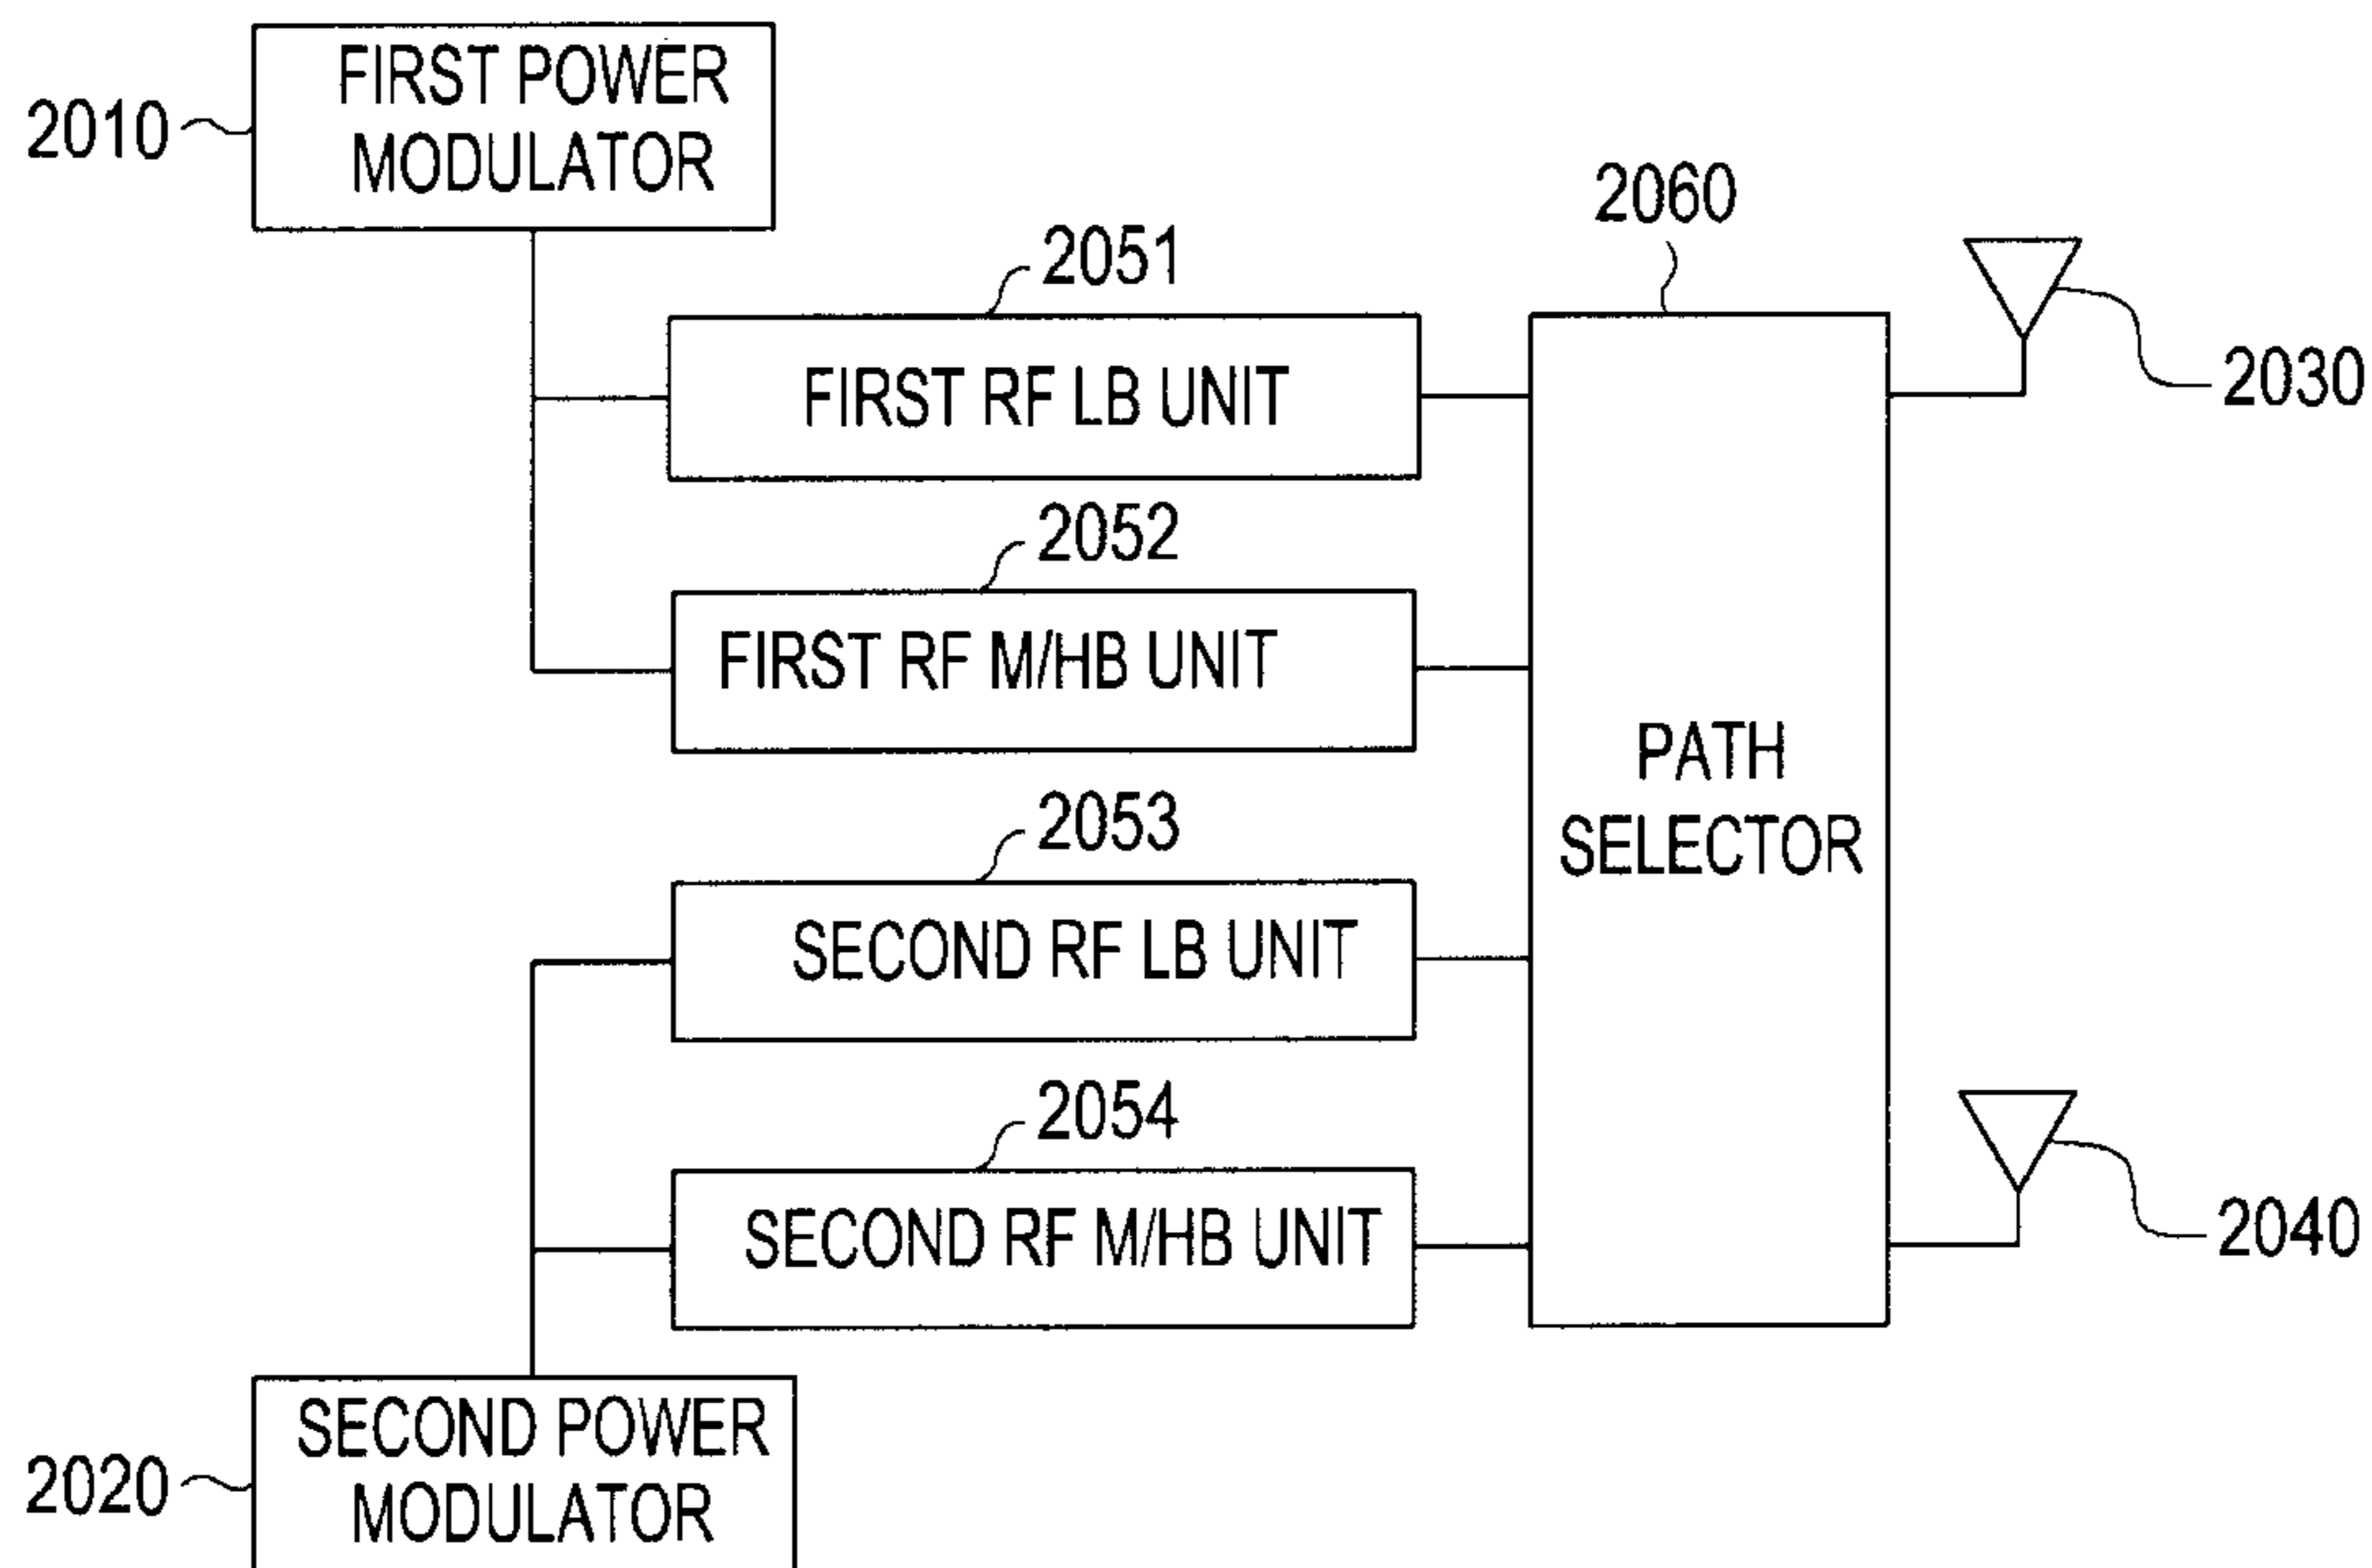 FIRST POWER
MODULATOR
2010
2060
2051
FIRST RF LB UNIT
2030
2052
FIRST RF M/HB UNIT
PATH
SELECTOR
2053
SECOND RF LB UNIT
2054
SECOND RF M/HB UNIT
2040
SECOND POWER
MODULATOR
2020